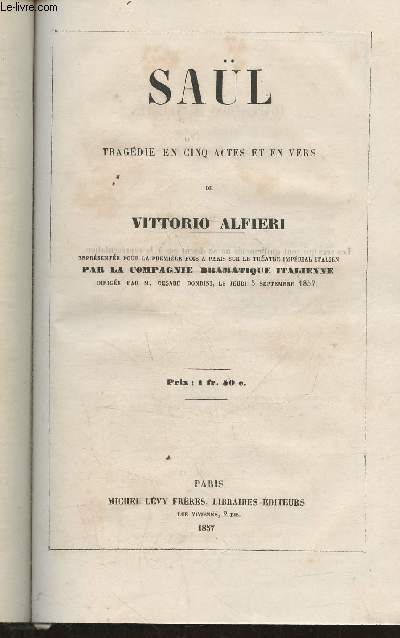 SAÜL
TRAGÉDIE EN CINQ ACTES ET EN VERS
DE
VITTORIO ALFIERI
REPRÉSENTÉE POUR LA PREMIÈRE FOIS A PARIS SUR LE THÉATRE IMPÉRIAL ITALIEN
PAR LA COMPAGNIE DRAMATIQUE ITALIENNE
DIRIGÉE PAR M. CESARE DONDINI, LE JEUDI 3 SEPTEMBRE 1857.
Prix : 1 fr. 50 c.
PARIS
MICHEL LÉVY FRÈRES, LIBRAIRES-ÉDITEURS
RUE VIVIENNE, 2 BIS.
1857